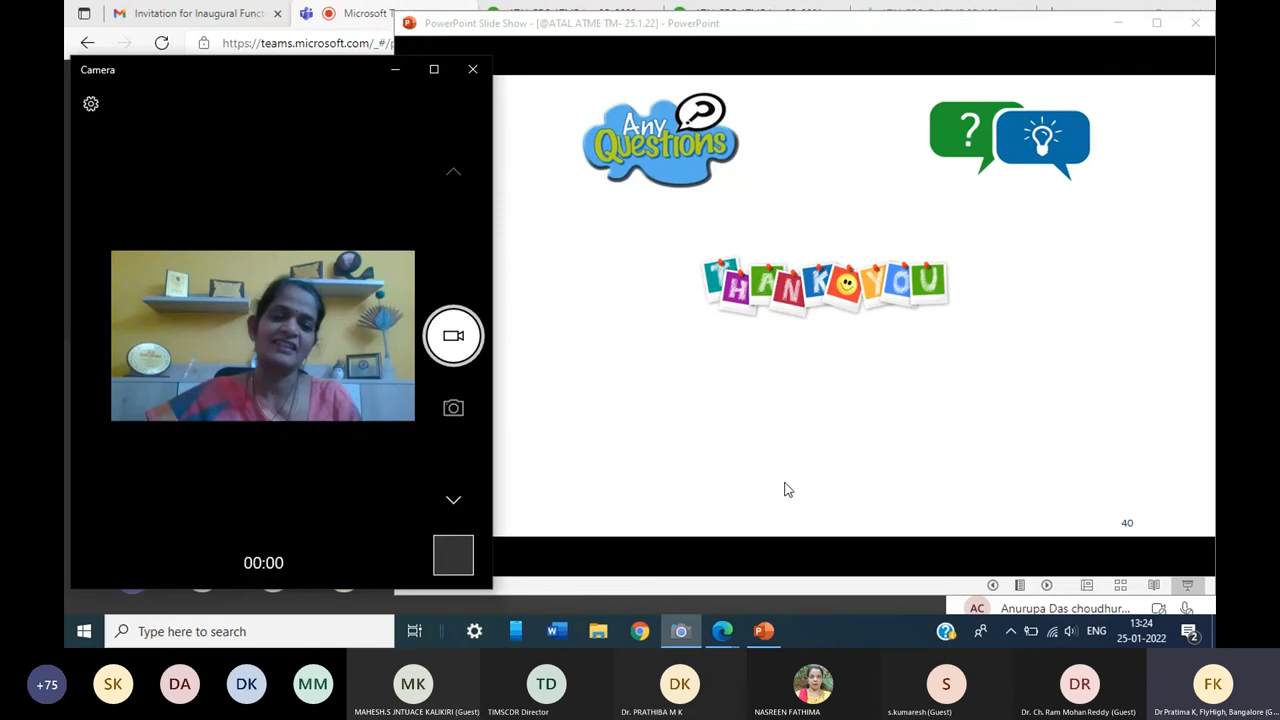 Invitation for Inaugural Funct
Microsoft T
PowerPoint Slide Show - [@ATAL ATME TM- 25.1.22] - PowerPoint
https://teams.microsoft.com/_#/p
Camera
Any
Questions
?
?
THANK YOU
40
00:00
AC
Anurupa Das choudhur...
Type here to search
ENG
13:24
25-01-2022
2
+75
SK
DA
DK
MM
MK
TD
DK
S
DR
FK
MAHESH.S JNTUACE KALIKIRI (Guest)
TIMSCDR Director
Dr. PRATHIBA M K
NASREEN FATHIMA
s.kumaresh (Guest)
Dr. Ch. Ram Mohan Reddy (Guest)
Dr Pratima K, FlyHigh, Bangalore (G...